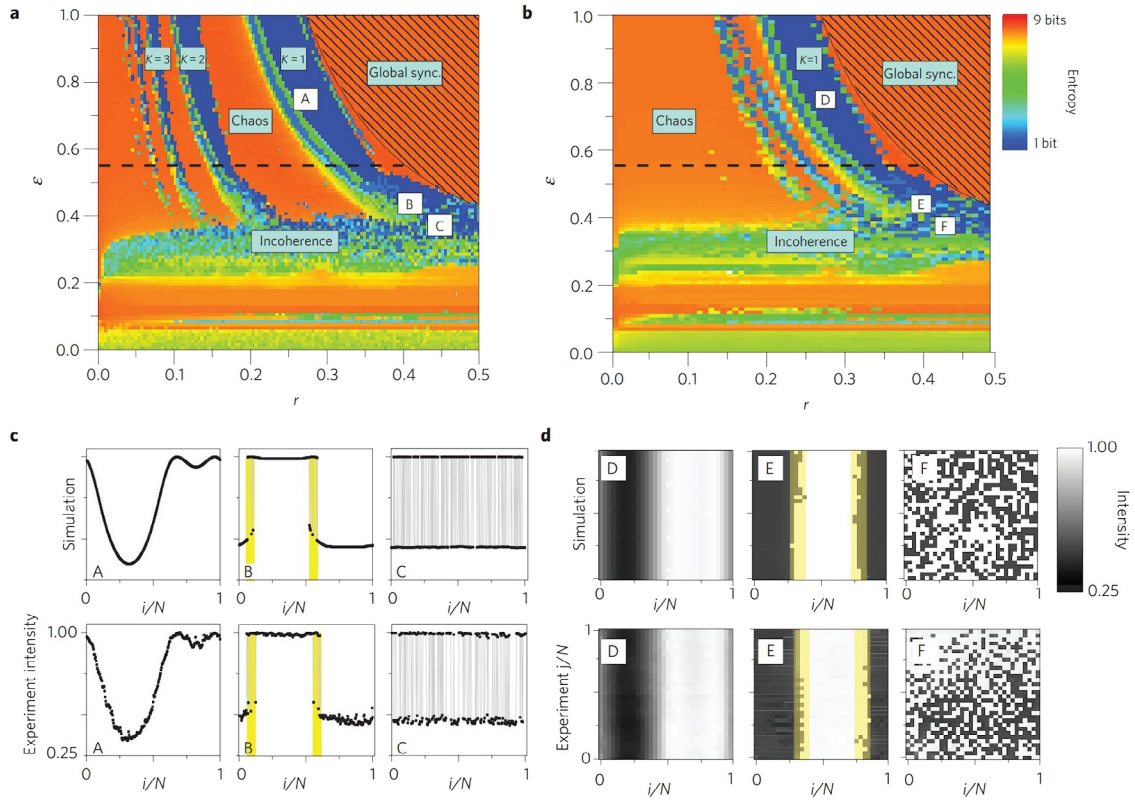 a
b
1.0
0.8
0.6
0.4
0.2
0.0
ε
K = 3
K = 2
K = 1
Global sync.
A
Chaos
B
C
Incoherence
0.0
0.1
0.2
0.3
0.4
0.5
r
1.0
0.8
0.6
0.4
0.2
0.0
ε
K=1
Global sync.
D
Chaos
E
F
Incoherence
0.0
0.1
0.2
0.3
0.4
0.5
r
9 bits
Entropy
1 bit
c
Simulation
A
0
i/N
1
B
0
i/N
1
C
0
i/N
1
Experiment intensity
1.00
0.25
A
0
i/N
1
B
0
i/N
1
C
0
i/N
1
d
Simulation
D
0
i/N
1
E
0
i/N
1
F
0
i/N
1
1.00
Intensity
0.25
Experiment j/N
1
0
D
0
i/N
1
E
0
i/N
1
F
0
i/N
1